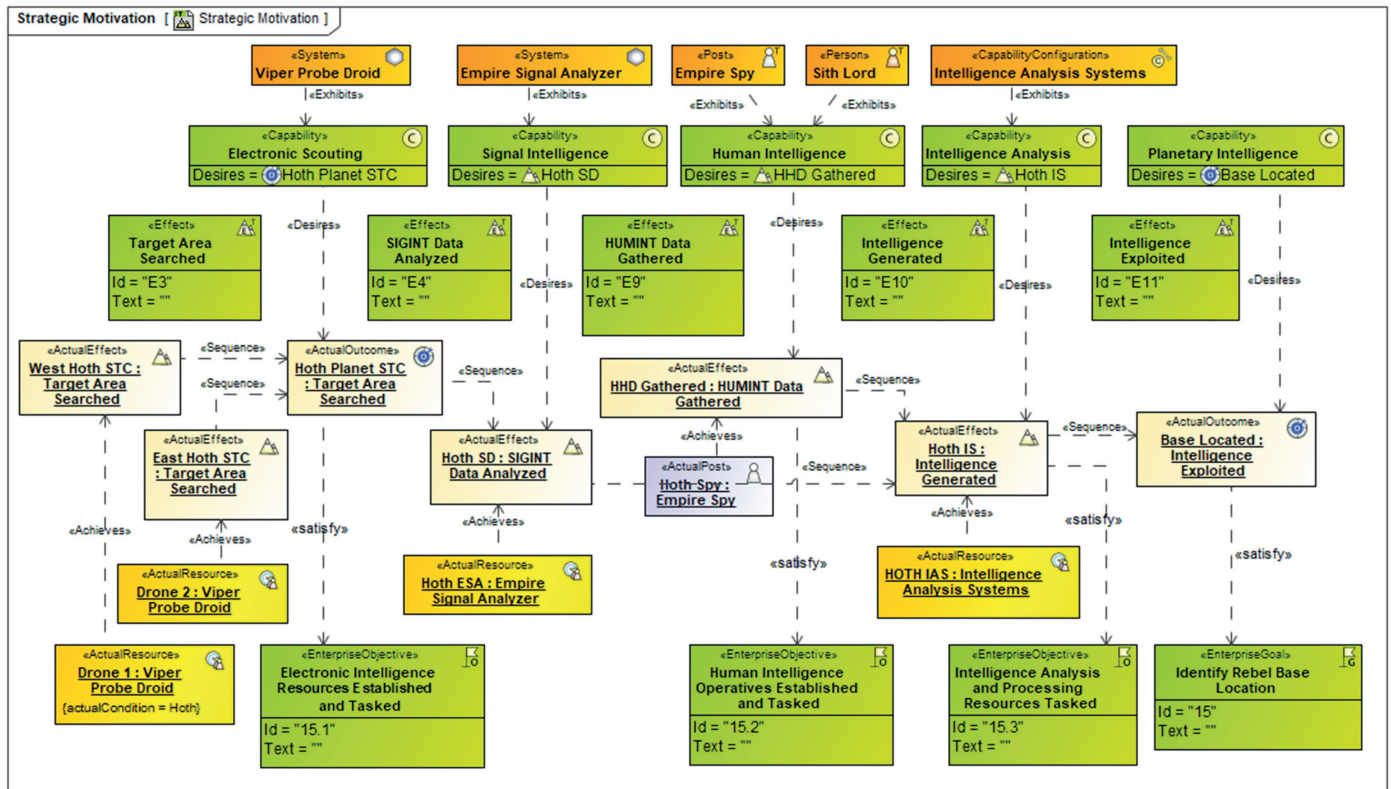 Strategic Motivation [ Strategic Motivation ]
«System»
Viper Probe Droid
«System»
Empire Signal Analyzer
«Post»
Empire Spy
«Person»
Sith Lord
«CapabilityConfiguration»
Intelligence Analysis Systems
«Exhibits»
«Exhibits»
«Exhibits»
«Exhibits»
«Exhibits»
«Capability»
Electronic Scouting
Desires = Hoth Planet STC
«Capability»
Signal Intelligence
Desires = Hoth SD
«Capability»
Human Intelligence
Desires = HHD Gathered
«Capability»
Intelligence Analysis
Desires = Hoth IS
«Capability»
Planetary Intelligence
Desires = Base Located
«Effect»
Target Area
Searched
Id = "E3"
Text = ""
«Desires»
«Effect»
SIGINT Data
Analyzed
Id = "E4"
Text = ""
«Desires»
«Effect»
HUMINT Data
Gathered
Id = "E9"
Text = ""
«Desires»
«Effect»
Intelligence
Generated
Id = "E10"
Text = ""
«Desires»
«Effect»
Intelligence
Exploited
Id = "E11"
Text = ""
«Desires»
«ActualEffect»
West Hoth STC :
Target Area
Searched
«Sequence»
«Sequence»
«ActualOutcome»
Hoth Planet STC
: Target Area
Searched
«Sequence»
«ActualEffect»
HHD Gathered : HUMINT Data
Gathered
«Sequence»
«ActualEffect»
East Hoth STC
: Target Area
Searched
«ActualEffect»
Hoth SD : SIGINT
Data Analyzed
«Achieves»
«ActualPost»
Hoth Spy :
Empire Spy
«Sequence»
«ActualEffect»
Hoth IS :
Intelligence
Generated
«Sequence»
«ActualOutcome»
Base Located :
Intelligence
Exploited
«Achieves»
«Achieves»
«satisfy»
«Achieves»
«satisfy»
«Achieves»
«satisfy»
«satisfy»
«ActualResource»
Drone 2 : Viper
Probe Droid
«ActualResource»
Hoth ESA : Empire
Signal Analyzer
«ActualResource»
HOTH IAS : Intelligence
Analysis Systems
«ActualResource»
Drone 1 : Viper
Probe Droid
{actualCondition = Hoth}
«EnterpriseObjective»
Electronic Intelligence
Resources Established
and Tasked
Id = "15.1"
Text = ""
«EnterpriseObjective»
Human Intelligence
Operatives Established
and Tasked
Id = "15.2"
Text = ""
«EnterpriseObjective»
Intelligence Analysis
and Processing
Resources Tasked
Id = "15.3"
Text = ""
«EnterpriseGoal»
Identify Rebel Base
Location
Id = "15"
Text = ""